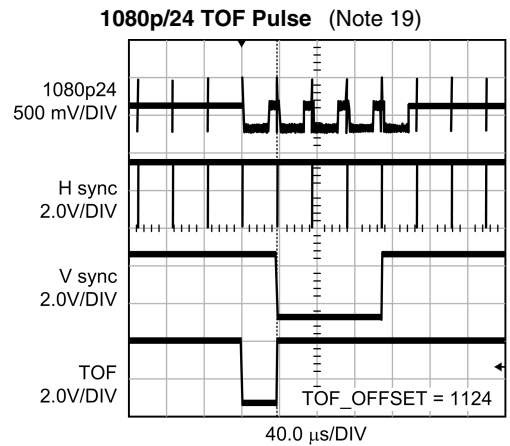 1080p/24 TOF Pulse (Note 19)
1080p24
500 mV/DIV
H sync
2.0V/DIV
V sync
2.0V/DIV
TOF
2.0V/DIV
TOF_OFFSET = 1124
40.0 μs/DIV